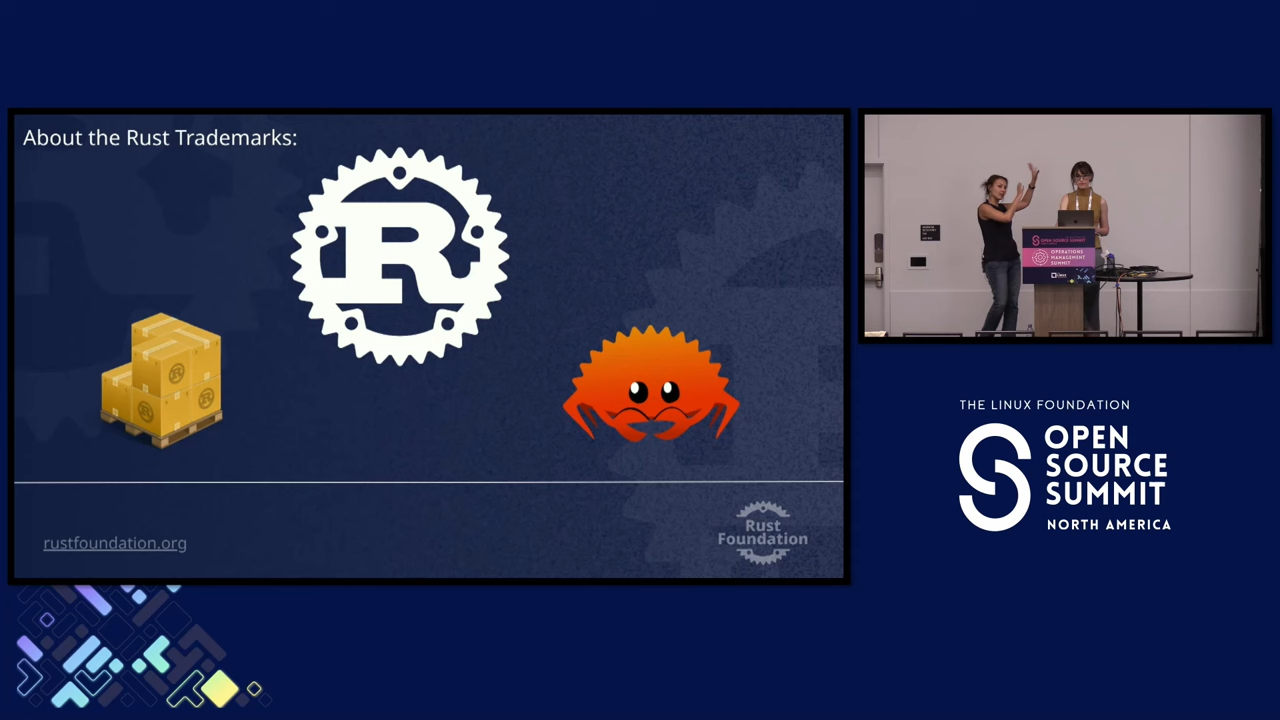 About the Rust Trademarks:
R
rustfoundation.org
Rust
Foundation
OPEN SOURCE SUMMIT
OPERATIONS
MANAGEMENT
SUMMIT
THE LINUX FOUNDATION
OPEN
SOURCE
SUMMIT
NORTH AMERICA